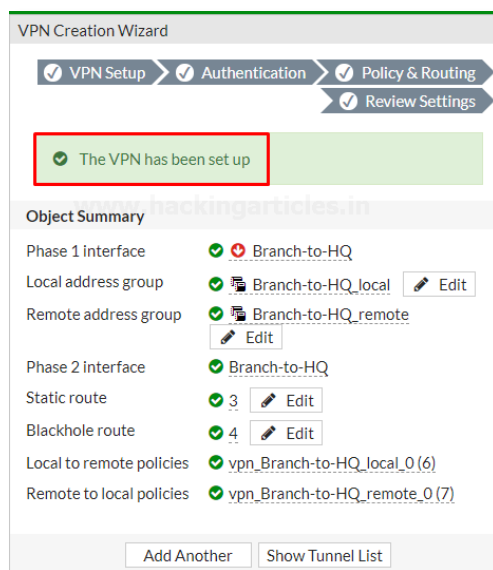 VPN Creation Wizard
VPN Setup Authentication Policy & Routing
Review Settings
The VPN has been set up
www.hackingarticles.in
Object Summary
Phase 1 interface Branch-to-HQ
Local address group Branch-to-HQ_local Edit
Remote address group Branch-to-HQ_remote
Edit
Phase 2 interface Branch-to-HQ
Static route 3 Edit
Blackhole route 4 Edit
Local to remote policies vpn_Branch-to-HQ_local_0 (6)
Remote to local policies vpn_Branch-to-HQ_remote_0 (7)
Add Another Show Tunnel List